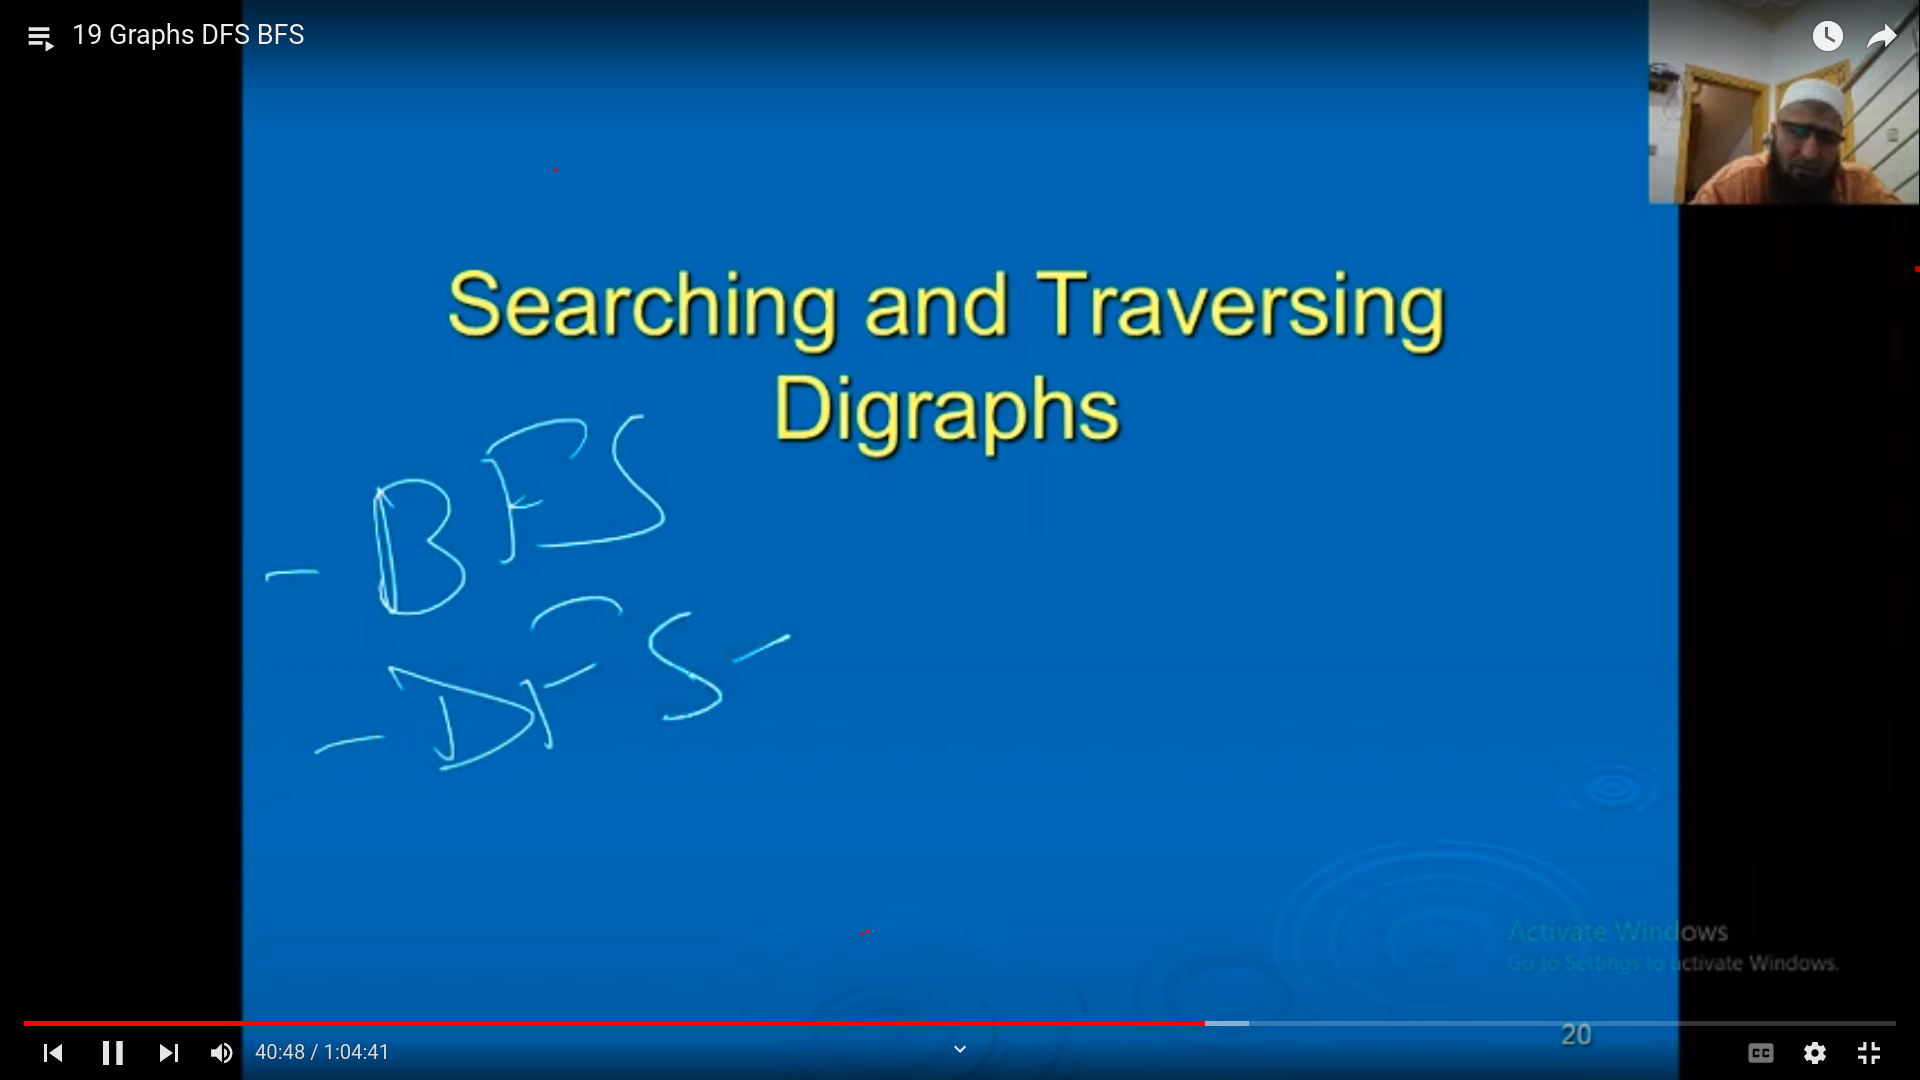 19 Graphs DFS BFS
Searching and Traversing
Digraphs
- BFS
- DFS -
Activate Windows
Go to Settings to activate Windows.
20
40:48 / 1:04:41
CC